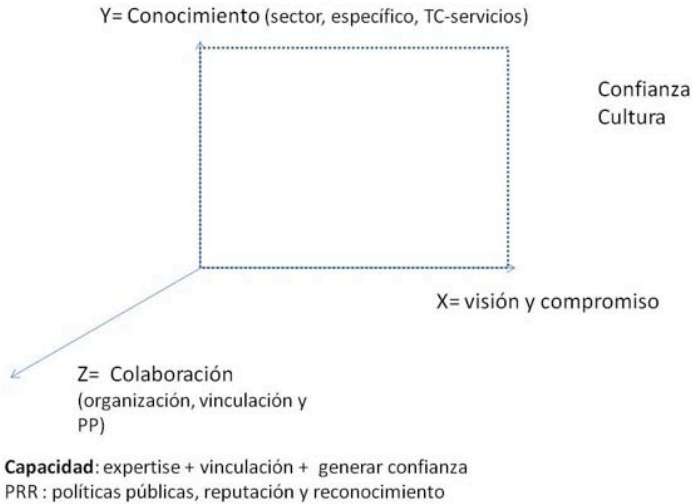 Y= Conocimiento (sector, específico, TC-servicios)
Confianza
Cultura
X= visión y compromiso
Z= Colaboración
(organización, vinculación y
PP)
Capacidad: expertise + vinculación + generar confianza
PRR : políticas públicas, reputación y reconocimiento